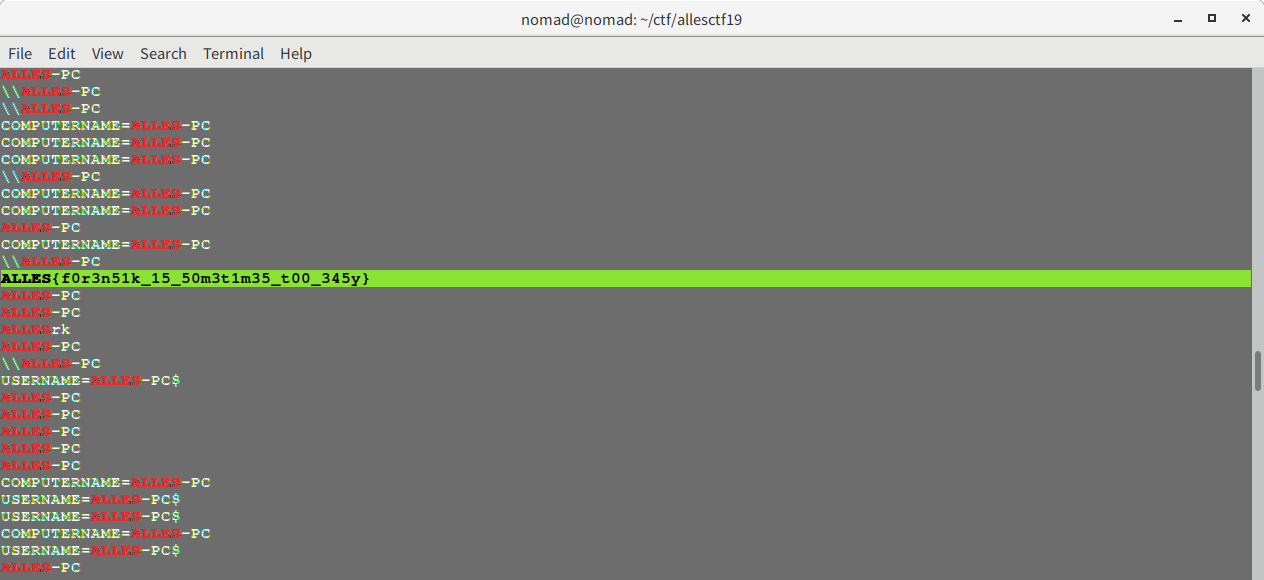 nomad@nomad: ~/ctf/allesctf19
File Edit View Search Terminal Help
ALLES-PC
\\ALLES-PC
\\ALLES-PC
COMPUTERNAME=ALLES-PC
COMPUTERNAME=ALLES-PC
COMPUTERNAME=ALLES-PC
\\ALLES-PC
COMPUTERNAME=ALLES-PC
COMPUTERNAME=ALLES-PC
ALLES-PC
COMPUTERNAME=ALLES-PC
\\ALLES-PC
ALLES{f0r3n51k_15_50m3t1m35_t00_345y}
ALLES-PC
ALLES-PC
ALLESrk
ALLES-PC
\\ALLES-PC
USERNAME=ALLES-PC$
ALLES-PC
ALLES-PC
ALLES-PC
ALLES-PC
ALLES-PC
COMPUTERNAME=ALLES-PC
USERNAME=ALLES-PC$
USERNAME=ALLES-PC$
COMPUTERNAME=ALLES-PC
USERNAME=ALLES-PC$
ALLES-PC